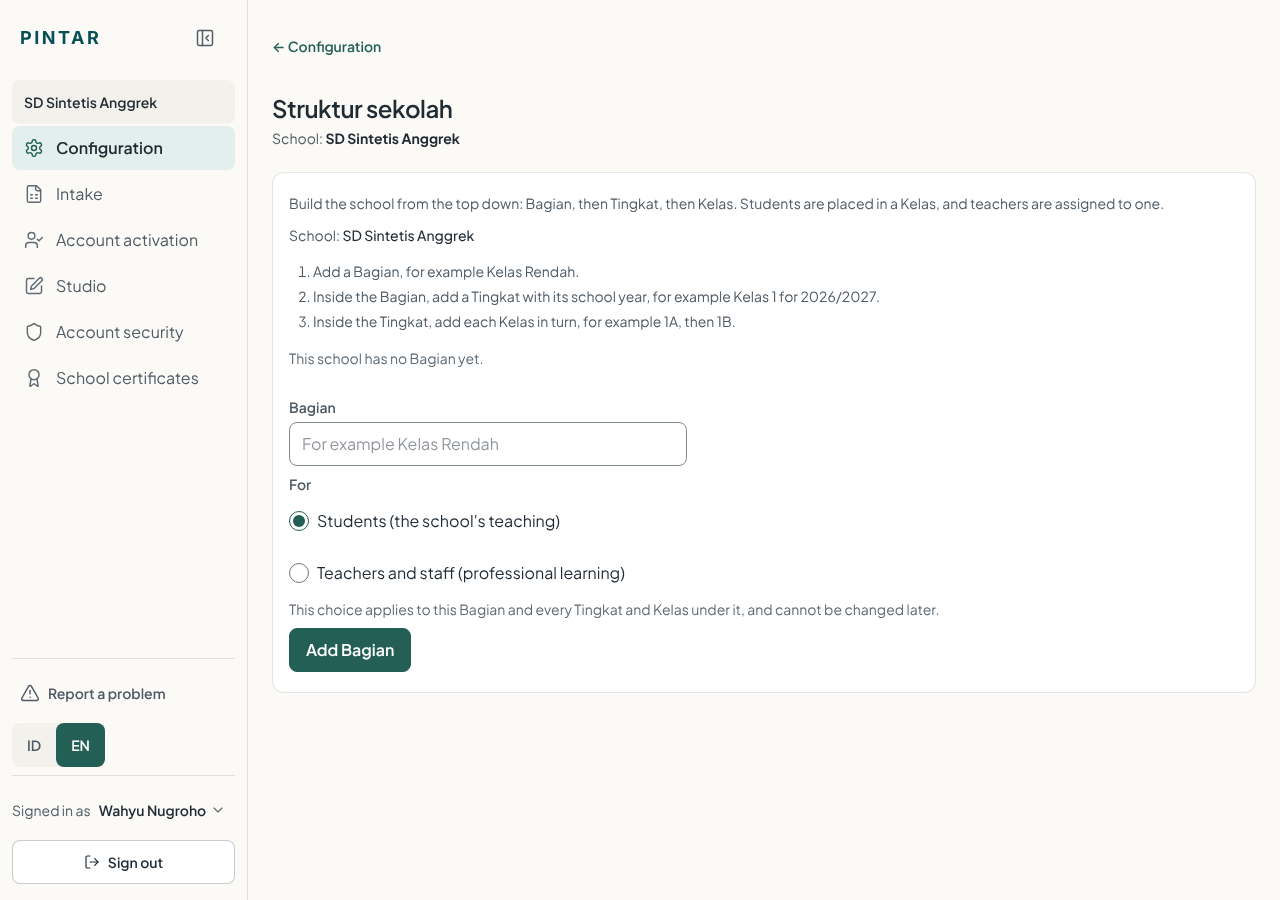 PINTAR
SD Sintetis Anggrek
Configuration
Intake
Account activation
Studio
Account security
School certificates
Report a problem
ID EN
Signed in as Wahyu Nugroho
Sign out
← Configuration
Struktur sekolah
School: SD Sintetis Anggrek
Build the school from the top down: Bagian, then Tingkat, then Kelas. Students are placed in a Kelas, and teachers are assigned to one.
School: SD Sintetis Anggrek
1. Add a Bagian, for example Kelas Rendah.
2. Inside the Bagian, add a Tingkat with its school year, for example Kelas 1 for 2026/2027.
3. Inside the Tingkat, add each Kelas in turn, for example 1A, then 1B.
This school has no Bagian yet.
Bagian
For example Kelas Rendah
For
Students (the school's teaching)
Teachers and staff (professional learning)
This choice applies to this Bagian and every Tingkat and Kelas under it, and cannot be changed later.
Add Bagian